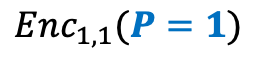 Enc₁,₁(P = 1)